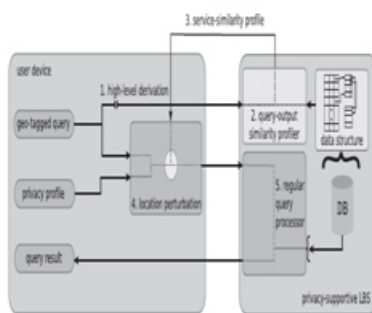 3. service-similarity profile
user device
1. high-level derivation
geo-tagged query
2. query-output
similarity profiler
data structure
privacy profile
4. location perturbation
5. regular
query
processor
DB
query result
privacy-supportive LBS